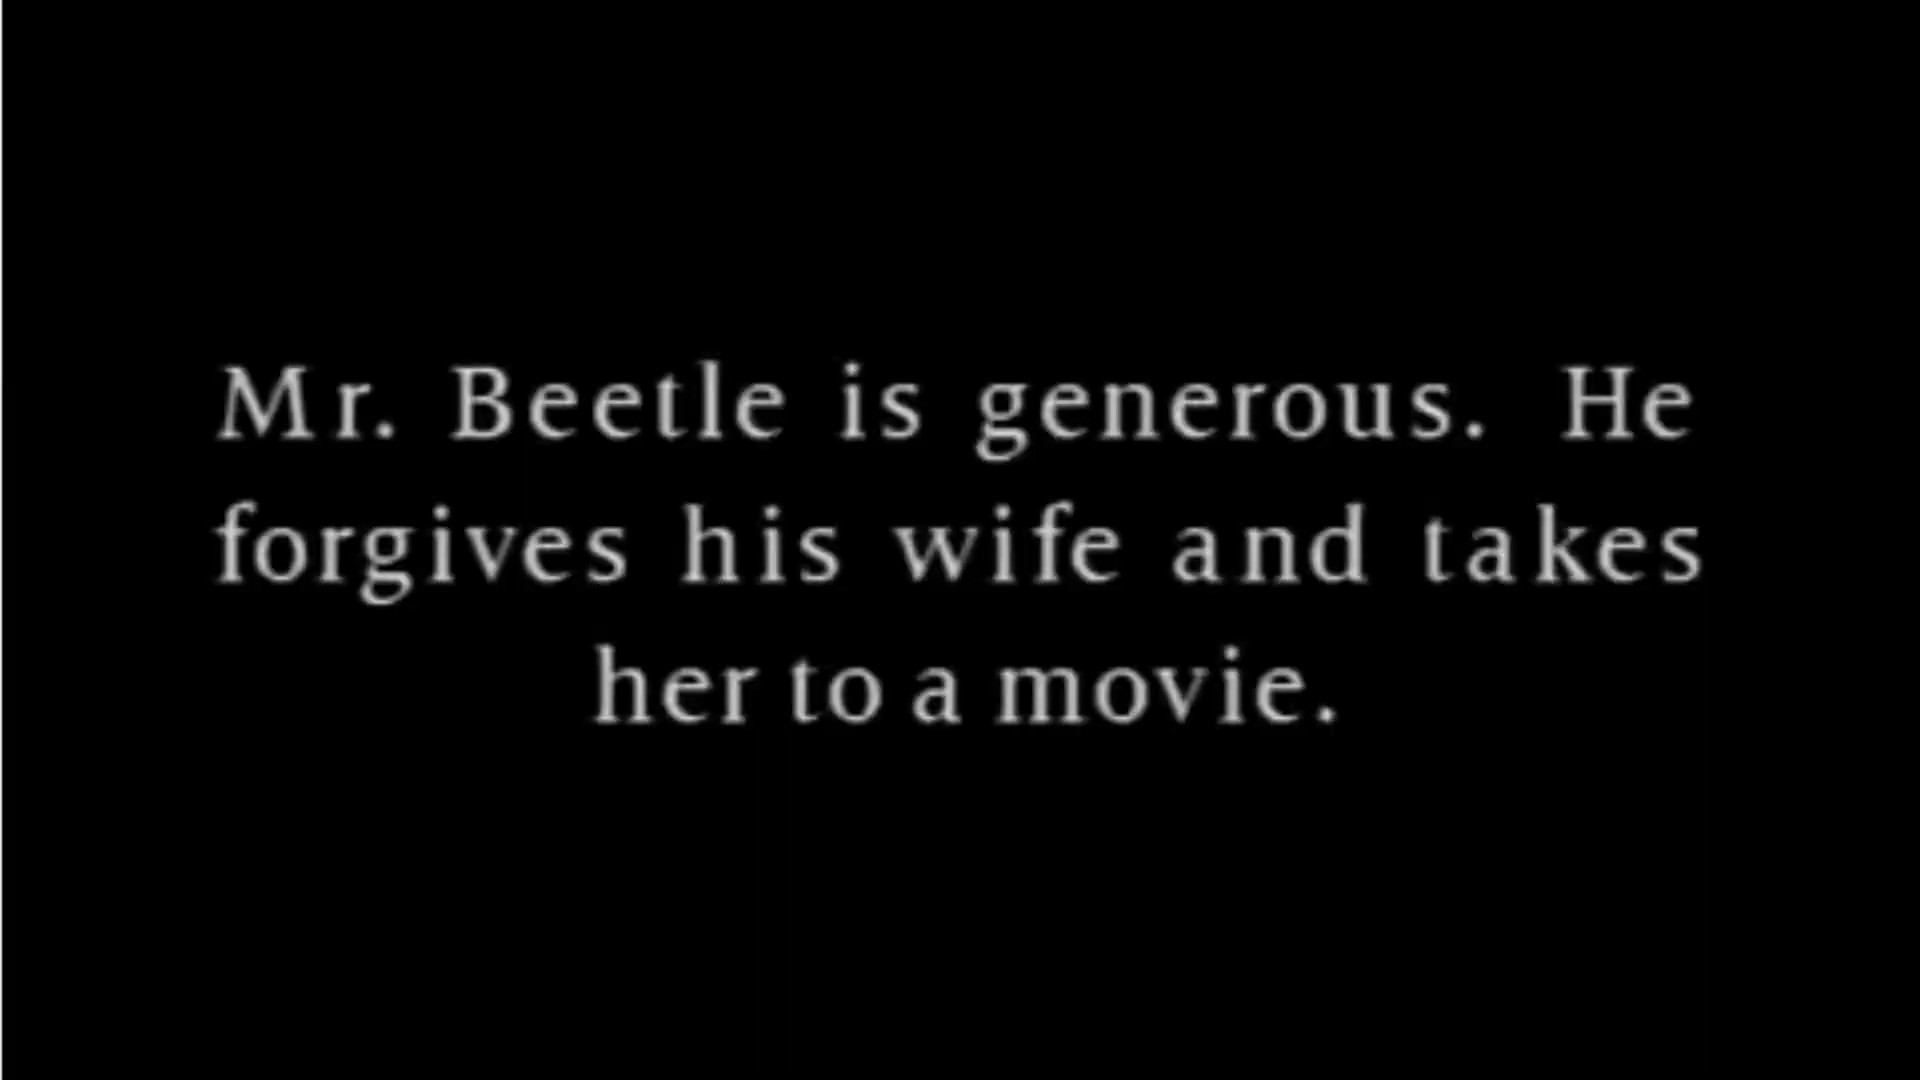 Mr. Beetle is generous. He
forgives his wife and takes
her to a movie.